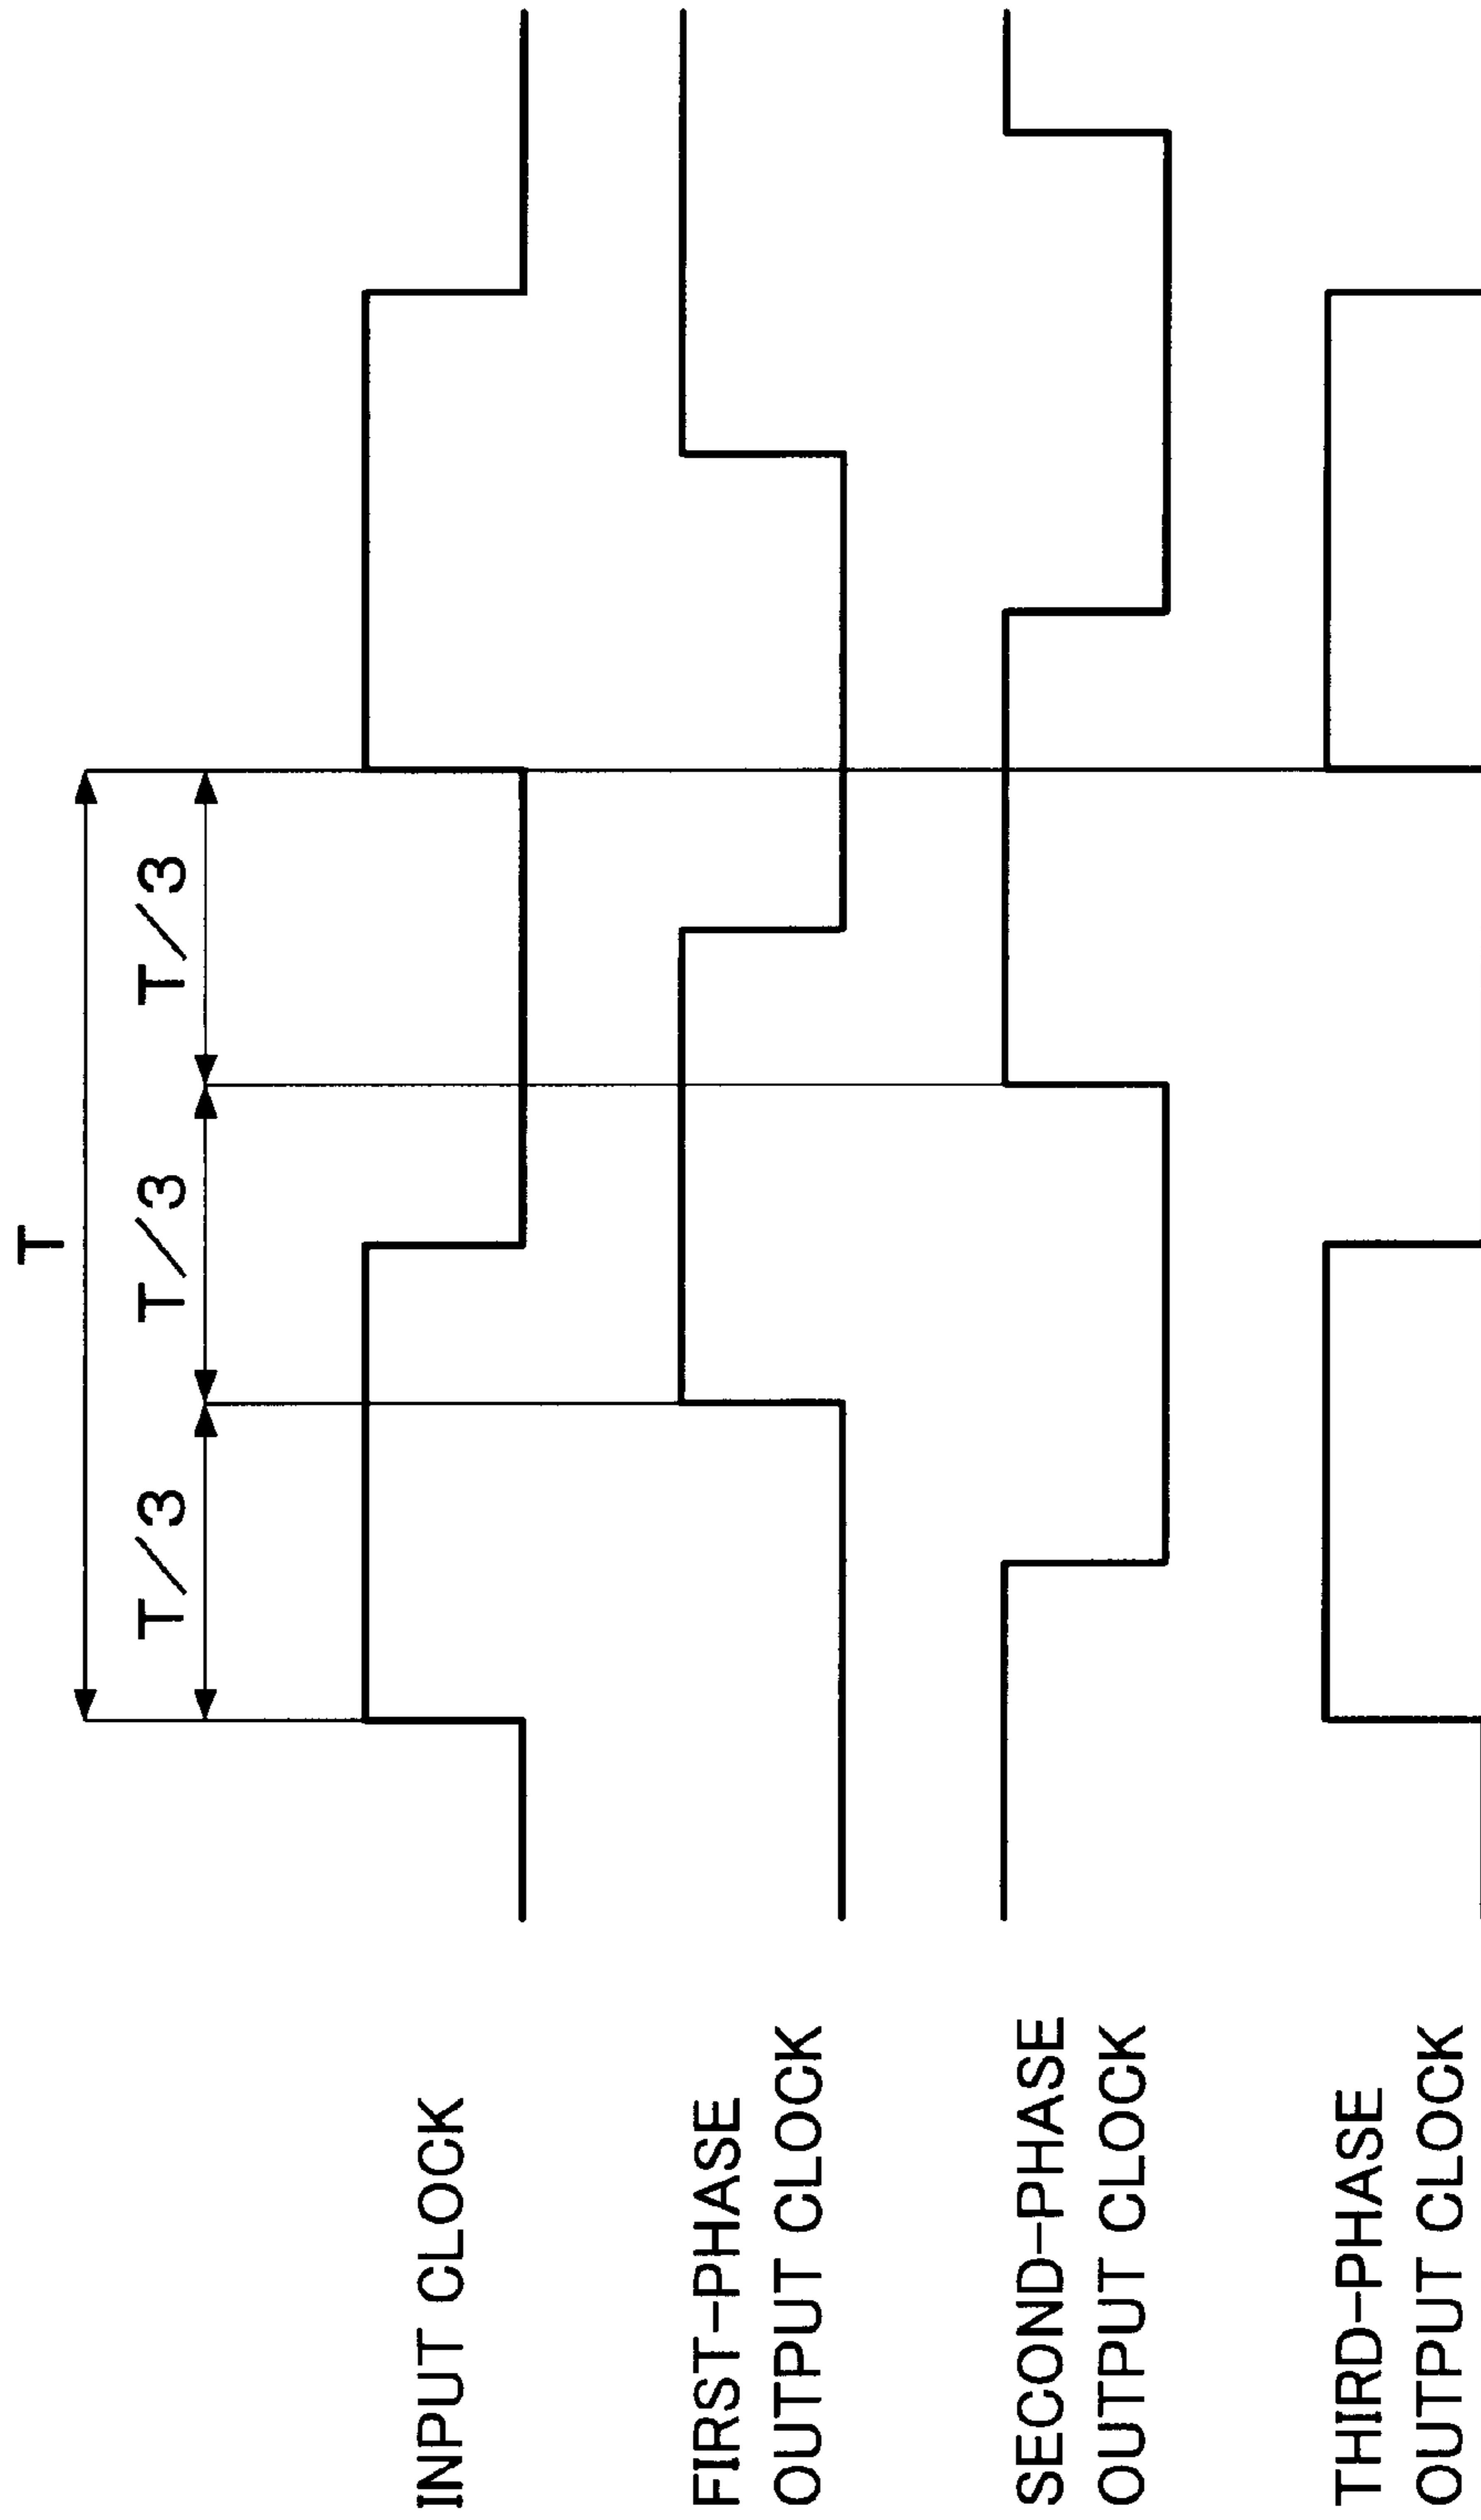 T
T/3 T/3 T/3
INPUT CLOCK
FIRST-PHASE
OUTPUT CLOCK
SECOND-PHASE
OUTPUT CLOCK
THIRD-PHASE
OUTPUT CLOCK